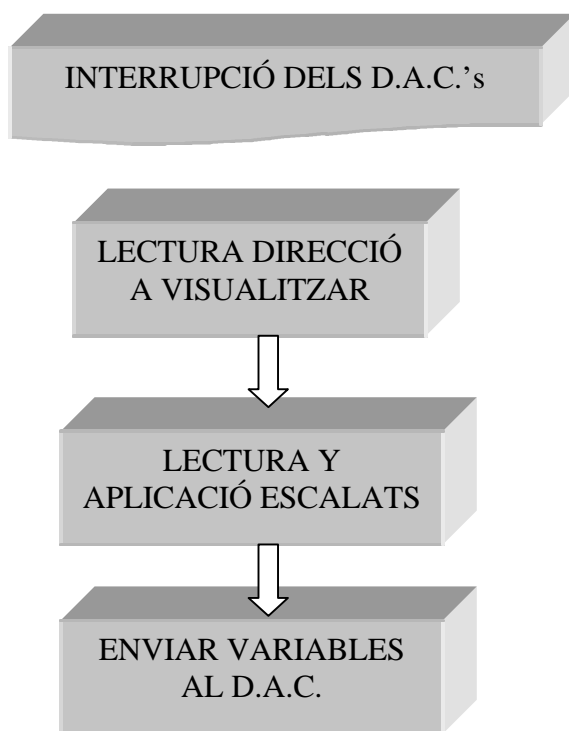 INTERRUPCIÓ DELS D.A.C.'s
LECTURA DIRECCIÓ
A VISUALITZAR
LECTURA Y
APLICACIÓ ESCALATS
ENVIAR VARIABLES
AL D.A.C.